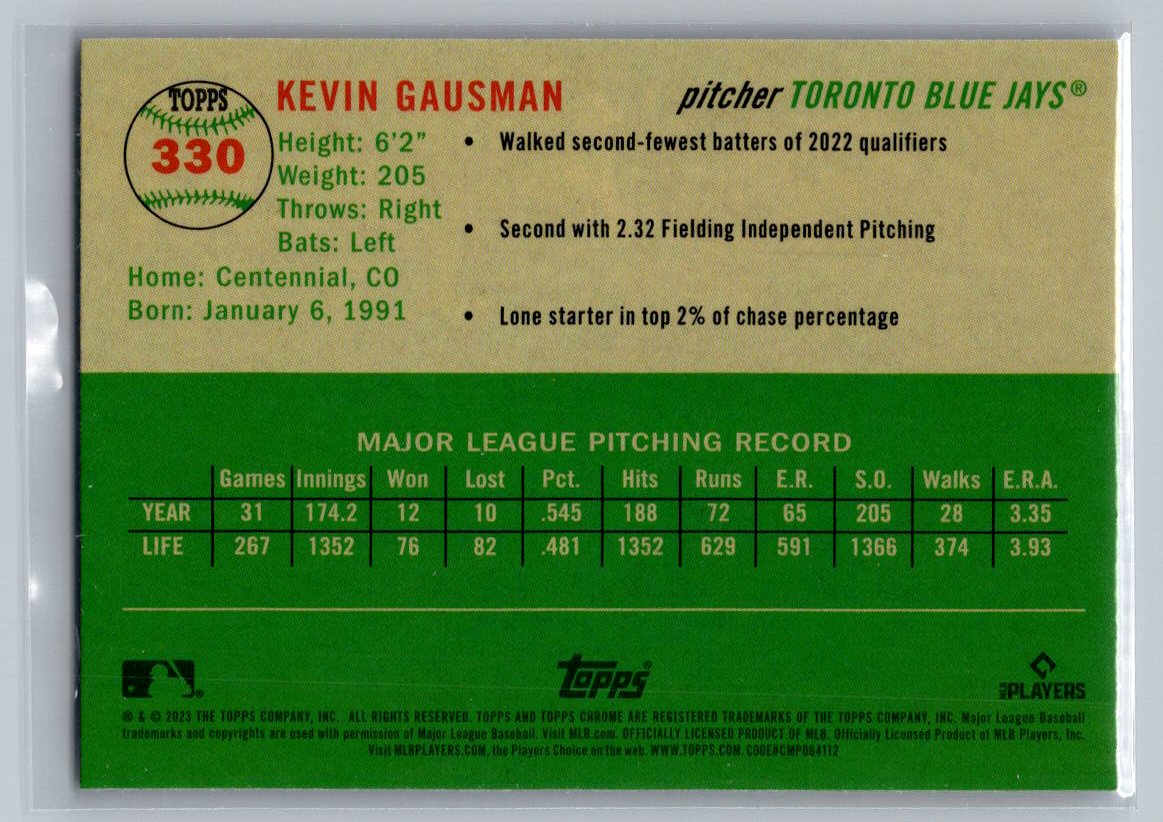 TOPPS
330
KEVIN GAUSMAN
pitcher TORONTO BLUE JAYS®
Height: 6'2"
Weight: 205
Throws: Right
Bats: Left
Home: Centennial, CO
Born: January 6, 1991
• Walked second-fewest batters of 2022 qualifiers
• Second with 2.32 Fielding Independent Pitching
• Lone starter in top 2% of chase percentage
MAJOR LEAGUE PITCHING RECORD
Games Innings Won Lost Pct. Hits Runs E.R. S.O. Walks E.R.A.
YEAR 31 174.2 12 10 .545 188 72 65 205 28 3.35
LIFE 267 1352 76 82 .481 1352 629 591 1366 374 3.93
topps®
MLB PLAYERS
® & © 2023 THE TOPPS COMPANY, INC. ALL RIGHTS RESERVED. TOPPS AND TOPPS CHROME ARE REGISTERED TRADEMARKS OF THE TOPPS COMPANY, INC. Major League Baseball
trademarks and copyrights are used with permission of Major League Baseball. Visit MLB.com. OFFICIALLY LICENSED PRODUCT OF MLB. Officially Licensed Product of MLB Players, Inc.
Visit MLBPLAYERS.COM, the Players Choice on the web. WWW.TOPPS.COM. CODE#CMP064112